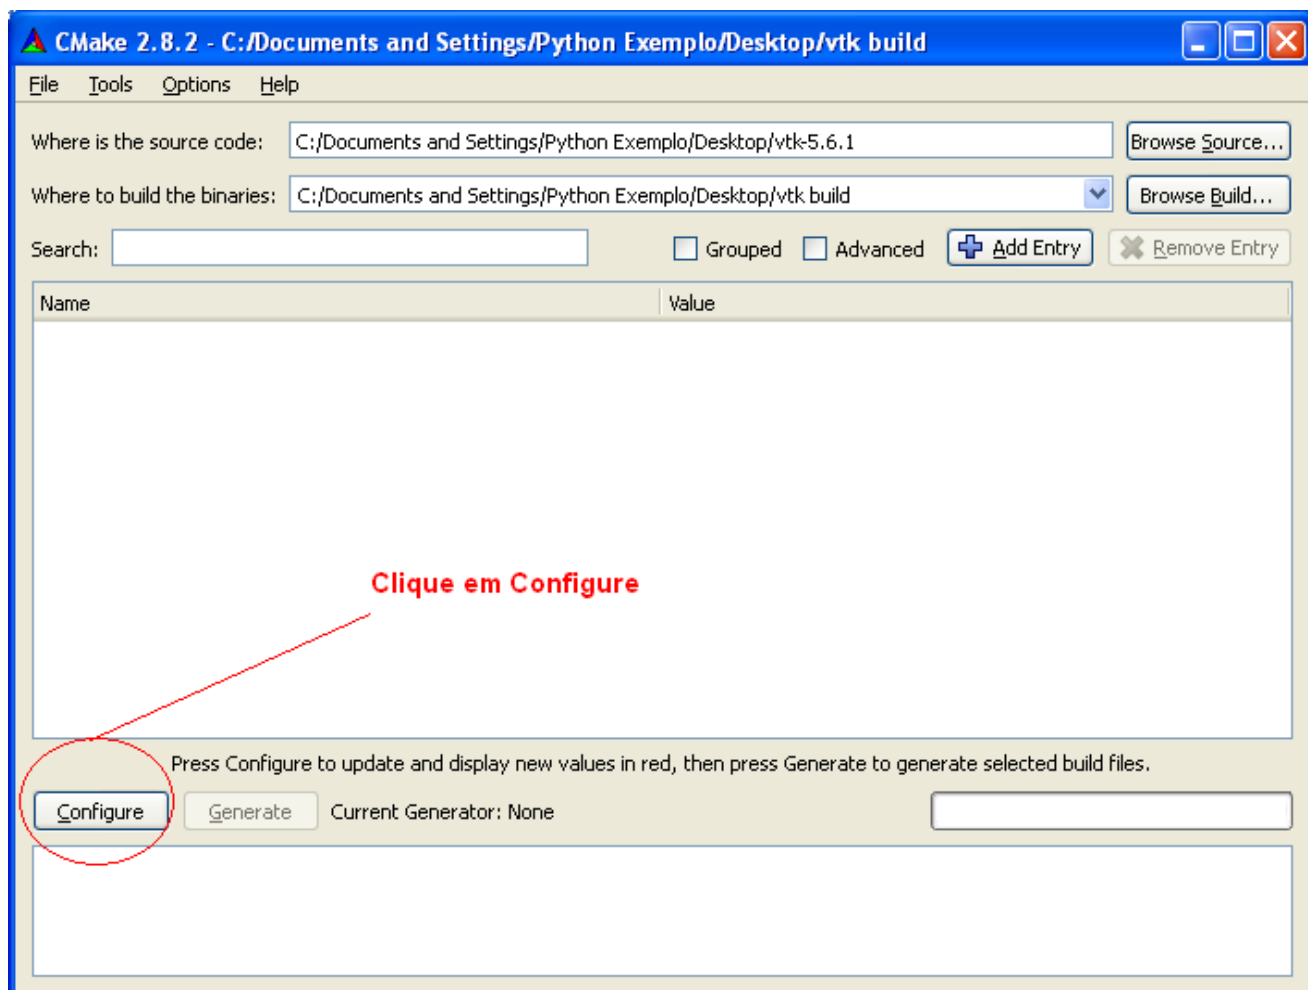 CMake 2.8.2 - C:/Documents and Settings/Python Exemplo/Desktop/vtk build
File Tools Options Help
Where is the source code: C:/Documents and Settings/Python Exemplo/Desktop/vtk-5.6.1 Browse Source...
Where to build the binaries: C:/Documents and Settings/Python Exemplo/Desktop/vtk build Browse Build...
Search: Grouped Advanced Add Entry Remove Entry
Name Value
Clique em Configure
Press Configure to update and display new values in red, then press Generate to generate selected build files.
Configure Generate Current Generator: None